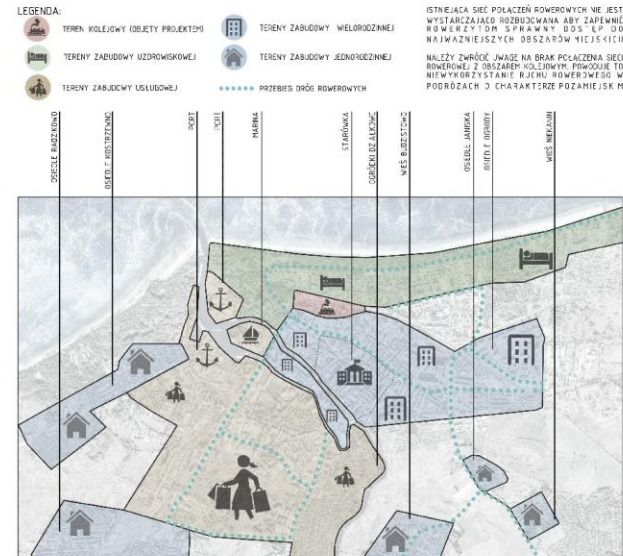 LEGENDA:
TEREN KOLEJOWY (OBJĘTY PROJEKTEM)
TERENY ZABUDOWY UZDROWISKOWEJ
TERENY ZABUDOWY USŁUGOWEJ
TERENY ZABUDOWY WIELORODZINNEJ
TERENY ZABUDOWY JEDNORODZINNEJ
PRZEBIEG DRÓG ROWEROWYCH
ISTNIEJĄCA SIEĆ POŁĄCZEŃ ROWEROWYCH NIE JEST
WYSTARCZAJĄCO ROZBUDOWANA ABY ZAPEWNIĆ
ROWERZYSTOM SPRAWNY DOSTĘP DO
NAJWAŻNIEJSZYCH OBSZARÓW MIEJSKICH
NALEŻY ZWRÓCIĆ UWAGĘ NA BRAK POŁĄCZENIA SIECI
ROWEROWEJ Z OBSZAREM KOLEJOWYM. POWODUJE TO
NIEWYKORZYSTANIE RUCHU ROWEROWEGO W
PODRÓŻACH O CHARAKTERZE POZAMIEJSKIM
OSIEDLE RADZIKOWO
OSIEDLE KOSTRZEWNO
PORT
PORT
MARINA
STARÓWKA
OGRÓDKI DZIAŁKOWE
WIEŚ BUDZISTOWO
OSIEDLE JANISKA
OSIEDLE OGRODY
WIEŚ NIEKANIN